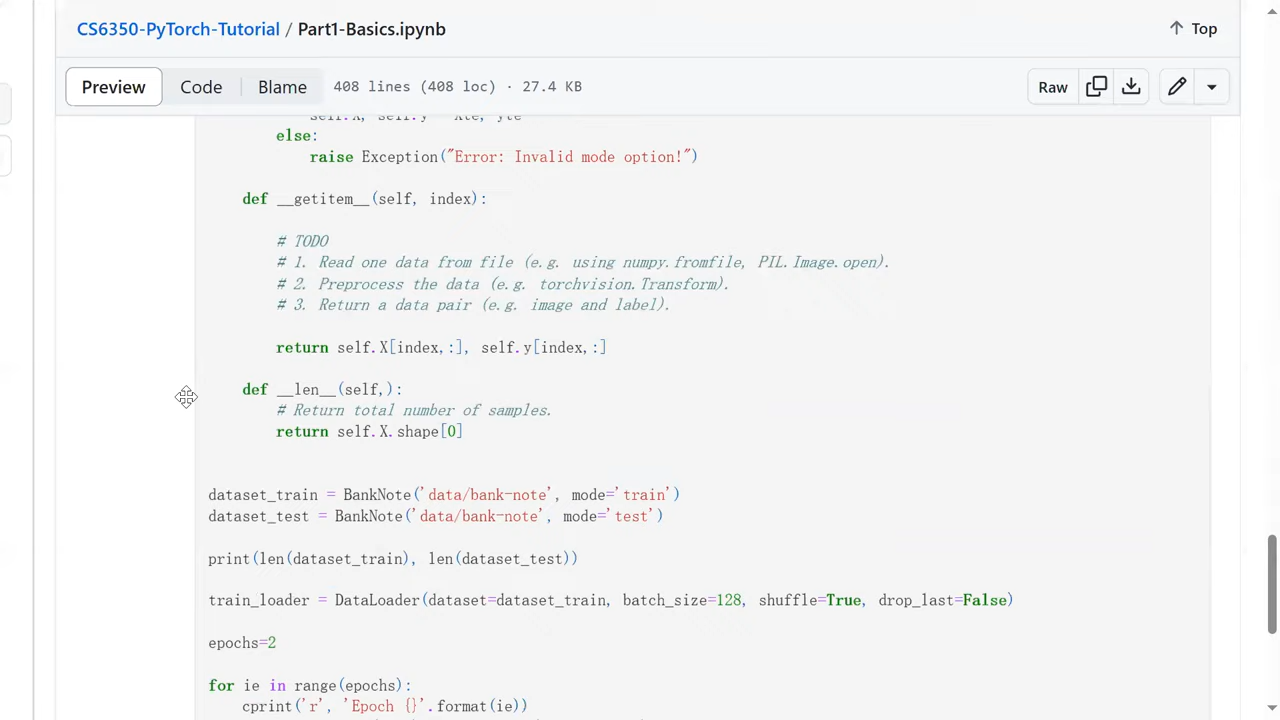 CS6350-PyTorch-Tutorial / Part1-Basics.ipynb
Top
Preview
Code
Blame
408 lines (408 loc) · 27.4 KB
Raw
self.X, self.y = Xte, yte
else:
raise Exception("Error: Invalid mode option!")
def __getitem__(self, index):
# TODO
# 1. Read one data from file (e.g. using numpy.fromfile, PIL.Image.open).
# 2. Preprocess the data (e.g. torchvision.Transform).
# 3. Return a data pair (e.g. image and label).
return self.X[index,:], self.y[index,:]
def __len__(self,):
# Return total number of samples.
return self.X.shape[0]
dataset_train = BankNote('data/bank-note', mode='train')
dataset_test = BankNote('data/bank-note', mode='test')
print(len(dataset_train), len(dataset_test))
train_loader = DataLoader(dataset=dataset_train, batch_size=128, shuffle=True, drop_last=False)
epochs=2
for ie in range(epochs):
cprint('r', 'Epoch {}'.format(ie))